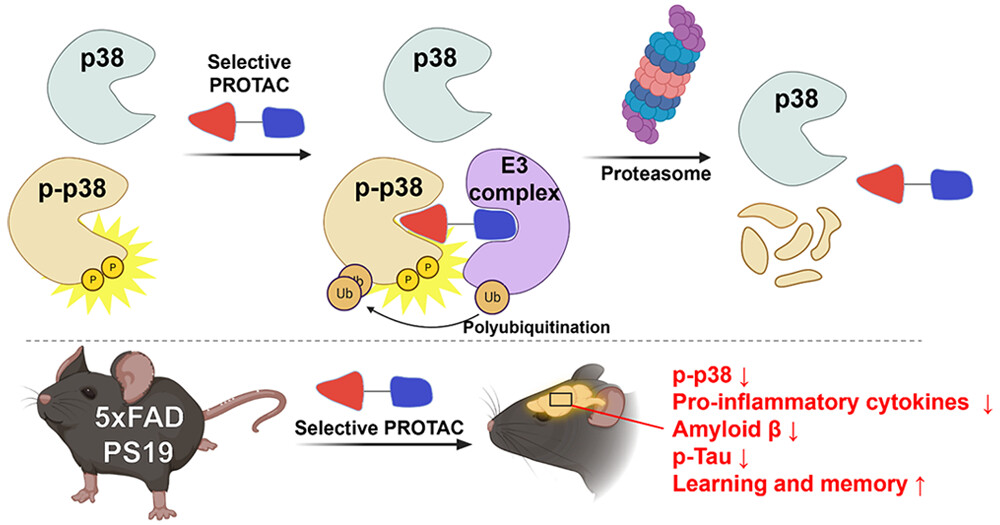 p38
Selective
PROTAC
p38
p38
p-p38
P P
p-p38
E3
complex
Proteasome
P P
Ub
Ub
Polyubiquitination
5xFAD
PS19
Selective PROTAC
p-p38 ↓
Pro-inflammatory cytokines ↓
Amyloid β ↓
p-Tau ↓
Learning and memory ↑